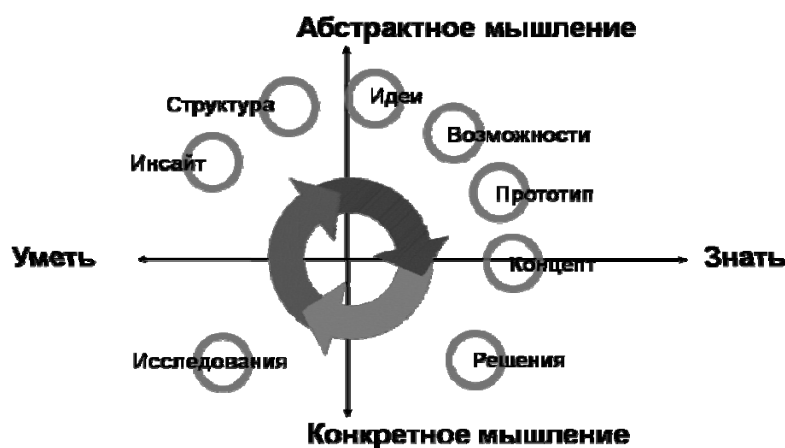 Абстрактное мышление
Структура
Идеи
Возможности
Инсайт
Прототип
Уметь
Концепт
Знать
Исследования
Решения
Конкретное мышление